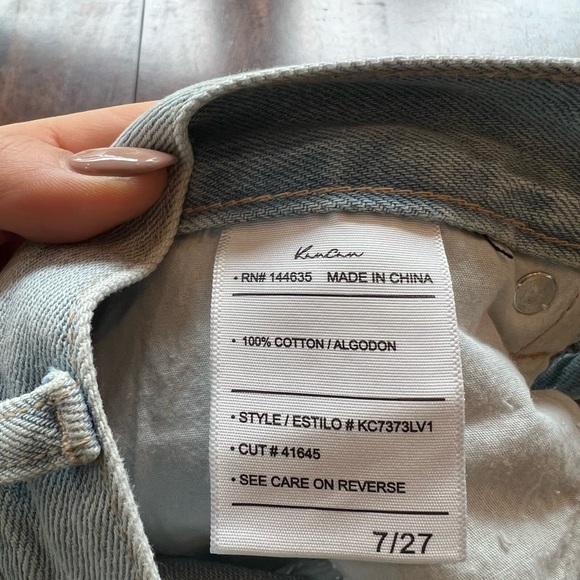 KanCan
• RN# 144635 MADE IN CHINA
• 100% COTTON / ALGODON
• STYLE / ESTILO # KC7373LV1
• CUT # 41645
• SEE CARE ON REVERSE
7/27